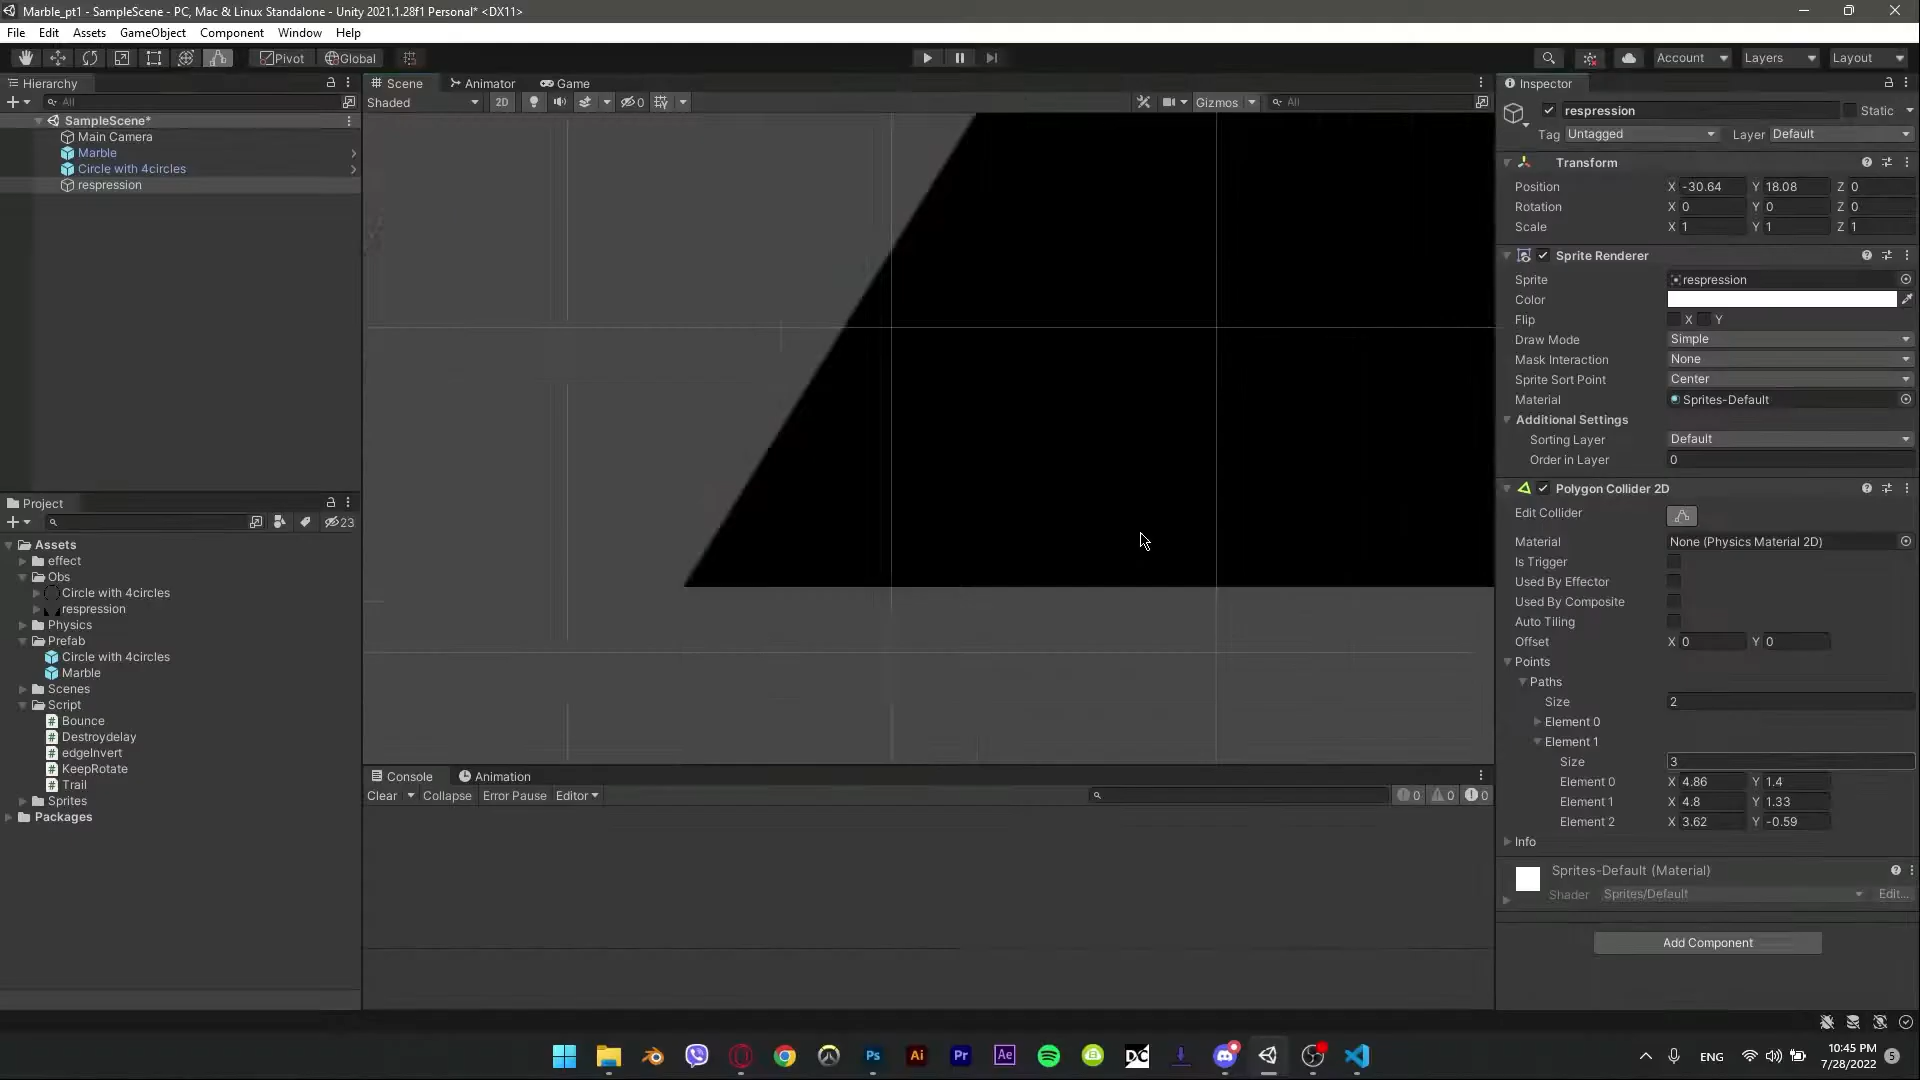 Marble_pt1 - SampleScene - PC, Mac & Linux Standalone - Unity 2021.1.28f1 Personal* <DX11>
File Edit Assets GameObject Component Window Help
Pivot Global Account Layers Layout
Hierarchy
All
SampleScene*
Main Camera
Marble
Circle with 4circles
respression
Project
23
Assets
effect
Obs
Circle with 4circles
respression
Physics
Prefab
Circle with 4circles
Marble
Scenes
Script
Bounce
Destroydelay
edgeInvert
KeepRotate
Trail
Sprites
Packages
Scene Animator Game
Shaded 2D 0 Gizmos All
Console Animation
Clear Collapse Error Pause Editor 0 0 0
Inspector
respression Static
Tag Untagged Layer Default
Transform
Position X -30.64 Y 18.08 Z 0
Rotation X 0 Y 0 Z 0
Scale X 1 Y 1 Z 1
Sprite Renderer
Sprite respression
Color
Flip X Y
Draw Mode Simple
Mask Interaction None
Sprite Sort Point Center
Material Sprites-Default
Additional Settings
Sorting Layer Default
Order in Layer 0
Polygon Collider 2D
Edit Collider
Material None (Physics Material 2D)
Is Trigger
Used By Effector
Used By Composite
Auto Tiling
Offset X 0 Y 0
Points
Paths
Size 2
Element 0
Element 1
Size 3
Element 0 X 4.86 Y 1.4
Element 1 X 4.8 Y 1.33
Element 2 X 3.62 Y -0.59
Info
Sprites-Default (Material)
Shader Sprites/Default Edit...
Add Component
Ps Ai Pr Ae DC
ENG
10:45 PM
7/28/2022
5